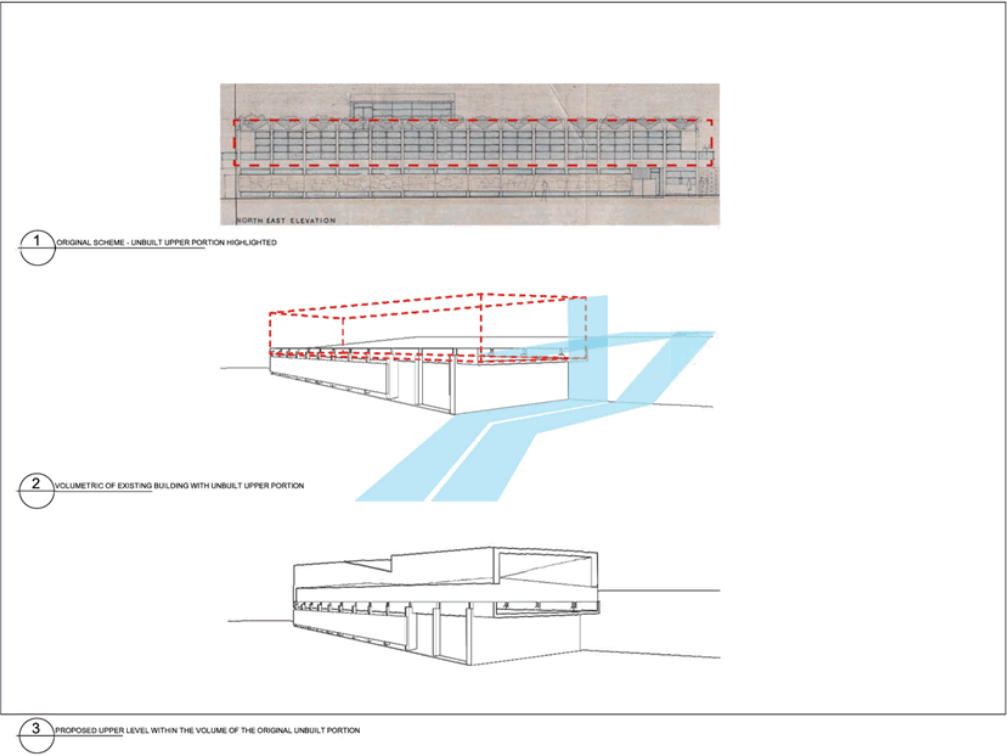 NORTH EAST ELEVATION
1
ORIGINAL SCHEME - UNBUILT UPPER PORTION HIGHLIGHTED
2
VOLUMETRIC OF EXISTING BUILDING WITH UNBUILT UPPER PORTION
3
PROPOSED UPPER LEVEL WITHIN THE VOLUME OF THE ORIGINAL UNBUILT PORTION